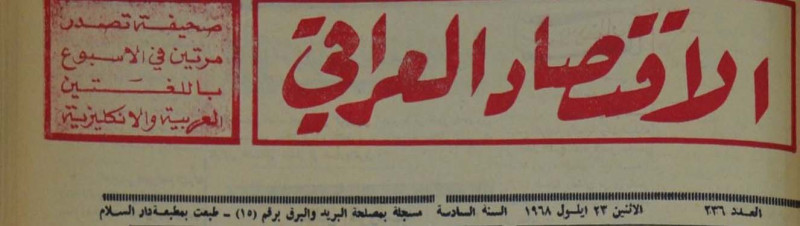 الاقتصاد العراقي
صحيفة تصدر
مرتين في الاسبوع
باللغتين
العربية والانكليزية
العدد ٢٣٦ الاثنين ٢٣ ايلول ١٩٦٨ السنه السادسة مسجلة بمصلحة البريد والبرق برقم (١٥) - طبعت بمطبعة دار السلام